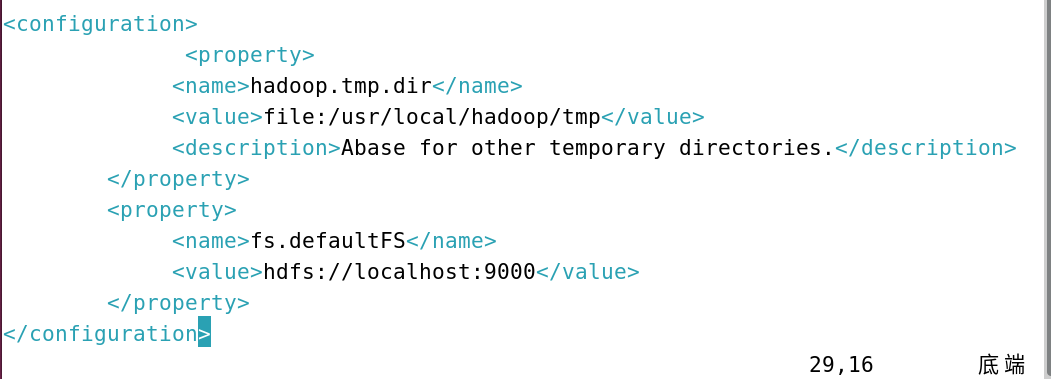 <configuration>
<property>
<name>hadoop.tmp.dir</name>
<value>file:/usr/local/hadoop/tmp</value>
<description>Abase for other temporary directories.</description>
</property>
<property>
<name>fs.defaultFS</name>
<value>hdfs://localhost:9000</value>
</property>
</configuration>
29,16 底端